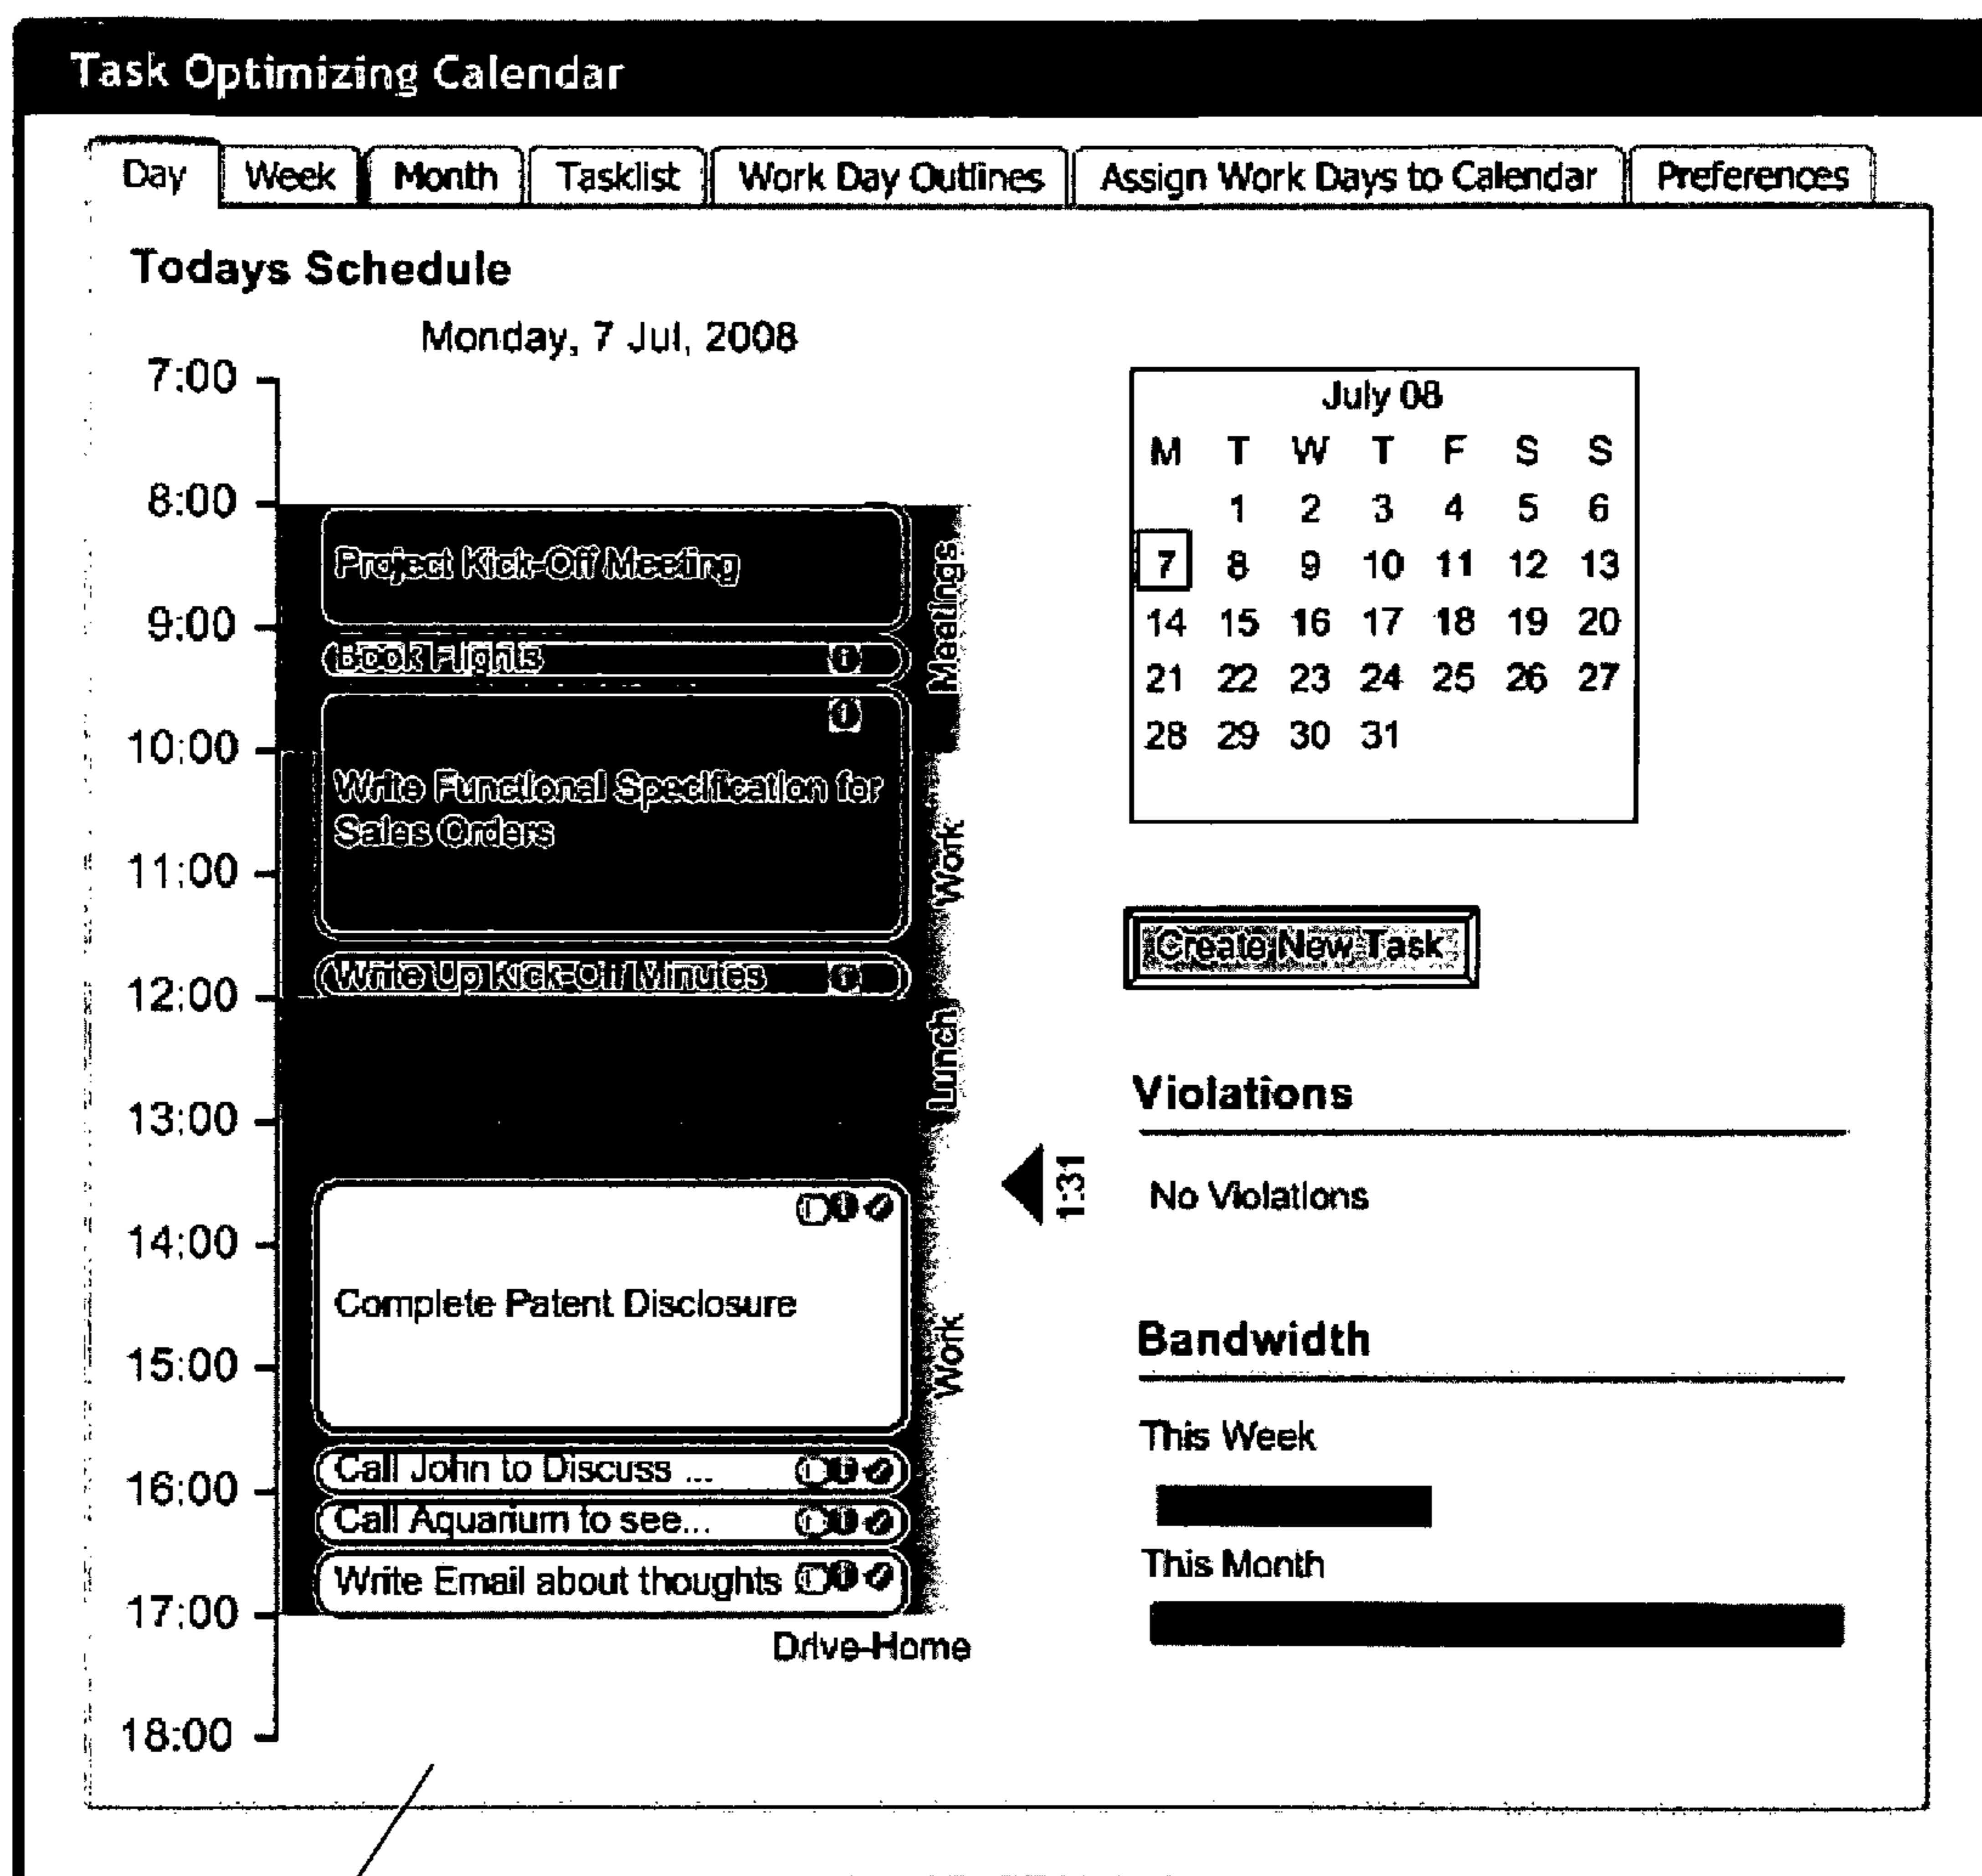 Task Optimizing Calendar
Day Week Month Tasklist Work Day Outlines Assign Work Days to Calendar Preferences
Todays Schedule
Monday, 7 Jul, 2008
7:00
8:00
Project Kick-Off Meeting
9:00
Book Flights
Meetings
10:00
Write Functional Specification for
Sales Orders
11:00
Work
Write Up Kick-Off Minutes
12:00
Lunch
13:00
1:31
14:00
Complete Patent Disclosure
15:00
Work
Call John to Discuss ...
16:00
Call Aquarium to see...
Write Email about thoughts
17:00
Drive-Home
18:00
July 08
M T W T F S S
1 2 3 4 5 6
7 8 9 10 11 12 13
14 15 16 17 18 19 20
21 22 23 24 25 26 27
28 29 30 31
Create New Task
Violations
No Violations
Bandwidth
This Week
This Month